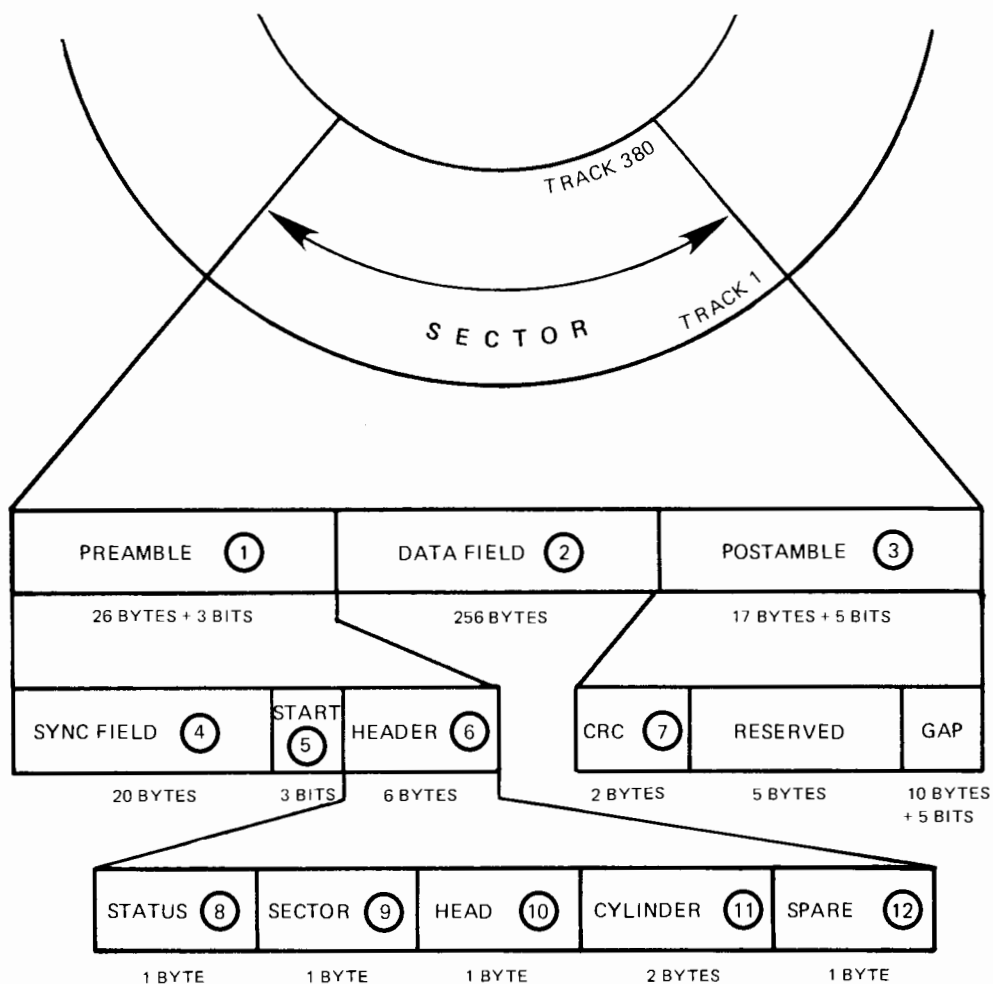 TRACK 380
TRACK 1
SECTOR
PREAMBLE 1
DATA FIELD 2
POSTAMBLE 3
26 BYTES + 3 BITS
256 BYTES
17 BYTES + 5 BITS
SYNC FIELD 4
START
5
HEADER 6
CRC 7
RESERVED
GAP
20 BYTES
3 BITS
6 BYTES
2 BYTES
5 BYTES
10 BYTES
+ 5 BITS
STATUS 8
SECTOR 9
HEAD 10
CYLINDER 11
SPARE 12
1 BYTE
1 BYTE
1 BYTE
2 BYTES
1 BYTE